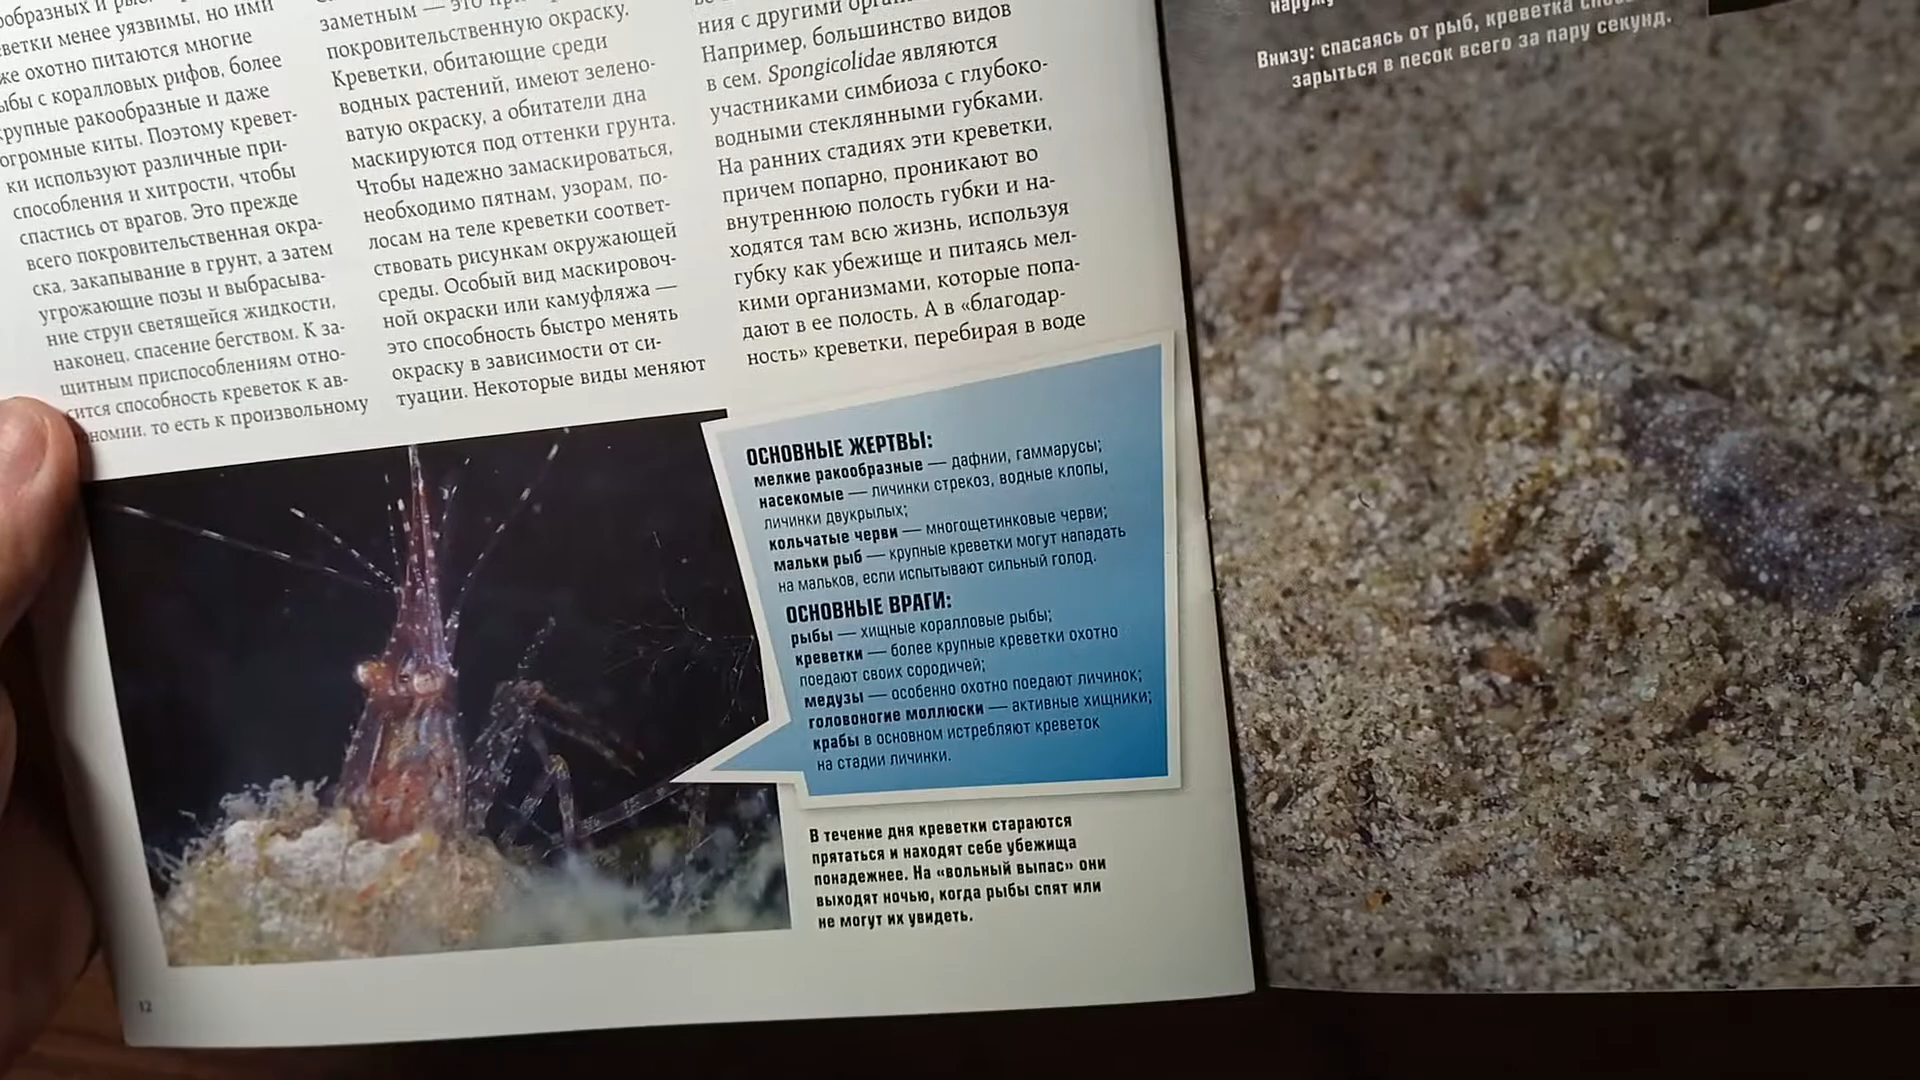 ообразных и
ветки менее уязвимы, но ими
же охотно питаются многие
ыбы с коралловых рифов, более
крупные ракообразные и даже
огромные киты. Поэтому кревет-
ки используют различные при-
способления и хитрости, чтобы
спастись от врагов. Это прежде
всего покровительственная окра-
ска, закапывание в грунт, а затем
угрожающие позы и выбрасыва-
ние струи светящейся жидкости,
наконец, спасение бегством. К за-
щитным приспособлениям отно-
сится способность креветок к ав-
номии, то есть к произвольному
заметным — это
покровительственную окраску.
Креветки, обитающие среди
водных растений, имеют зелено-
ватую окраску, а обитатели дна
маскируются под оттенки грунта.
Чтобы надежно замаскироваться,
необходимо пятнам, узорам, по-
лосам на теле креветки соответ-
ствовать рисункам окружающей
среды. Особый вид маскировоч-
ной окраски или камуфляжа —
это способность быстро менять
окраску в зависимости от си-
туации. Некоторые виды меняют
ния с другими
Например, большинство видов
в сем. Spongicolidae являются
участниками симбиоза с глубоко-
водными стеклянными губками.
На ранних стадиях эти креветки,
причем попарно, проникают во
внутреннюю полость губки и на-
ходятся там всю жизнь, используя
губку как убежище и питаясь мел-
кими организмами, которые попа-
дают в ее полость. А в «благодар-
ность» креветки, перебирая в воде
ОСНОВНЫЕ ЖЕРТВЫ:
мелкие ракообразные — дафнии, гаммарусы;
насекомые — личинки стрекоз, водные клопы,
личинки двукрылых;
кольчатые черви — многощетинковые черви;
мальки рыб — крупные креветки могут нападать
на мальков, если испытывают сильный голод.
ОСНОВНЫЕ ВРАГИ:
рыбы — хищные коралловые рыбы;
креветки — более крупные креветки охотно
поедают своих сородичей;
медузы — особенно охотно поедают личинок;
головоногие моллюски — активные хищники;
крабы в основном истребляют креветок
на стадии личинки.
В течение дня креветки стараются
прятаться и находят себе убежища
понадежнее. На «вольный выпас» они
выходят ночью, когда рыбы спят или
не могут их увидеть.
12
наружу
Внизу: спасаясь от рыб, креветка
зарыться в песок всего за пару секунд.